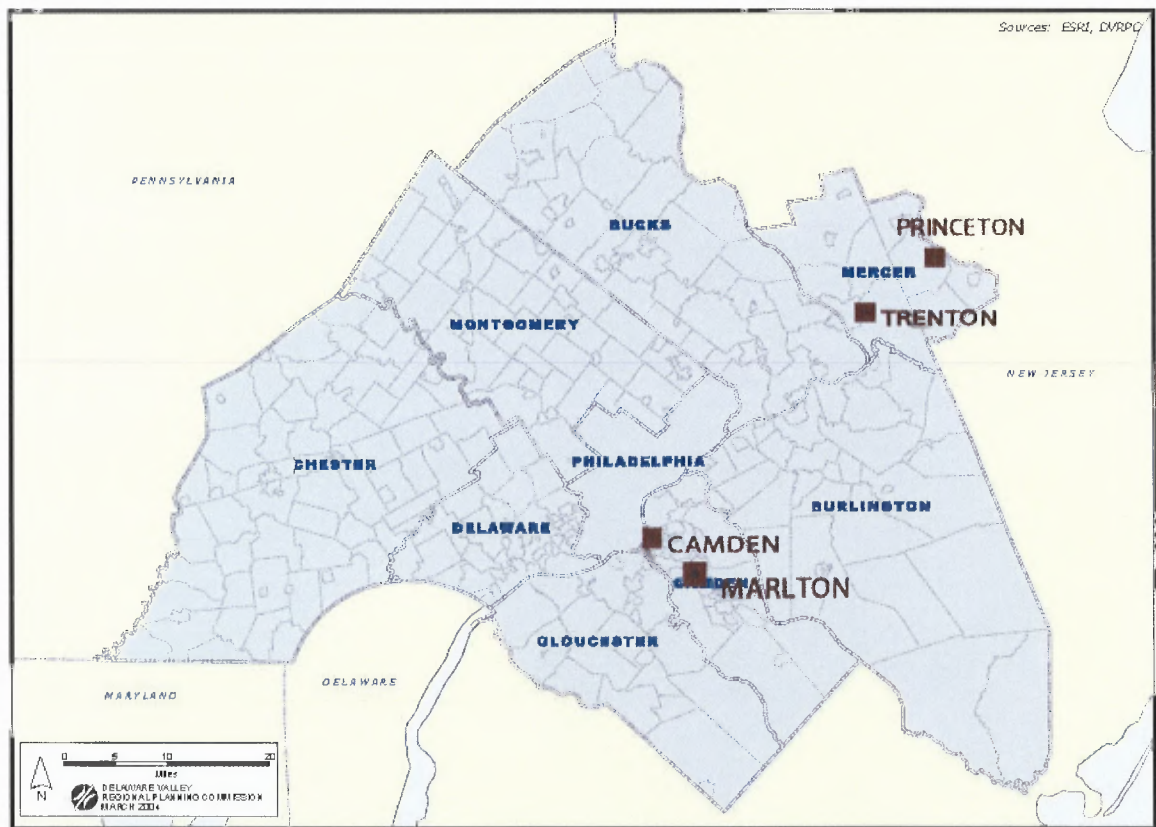 Sources: ESRI, DVRPC
PENNSYLVANIA
BUCKS
PRINCETON
MERCER
TRENTON
MONTGOMERY
NEW JERSEY
CHESTER
PHILADELPHIA
BURLINGTON
DELAWARE
CAMDEN
CAMDEN
MARLTON
GLOUCESTER
DELAWARE
MARYLAND
0 5 10 20
Miles
N
DELAWARE VALLEY
REGIONAL PLANNING COMMISSION
MARCH 2004